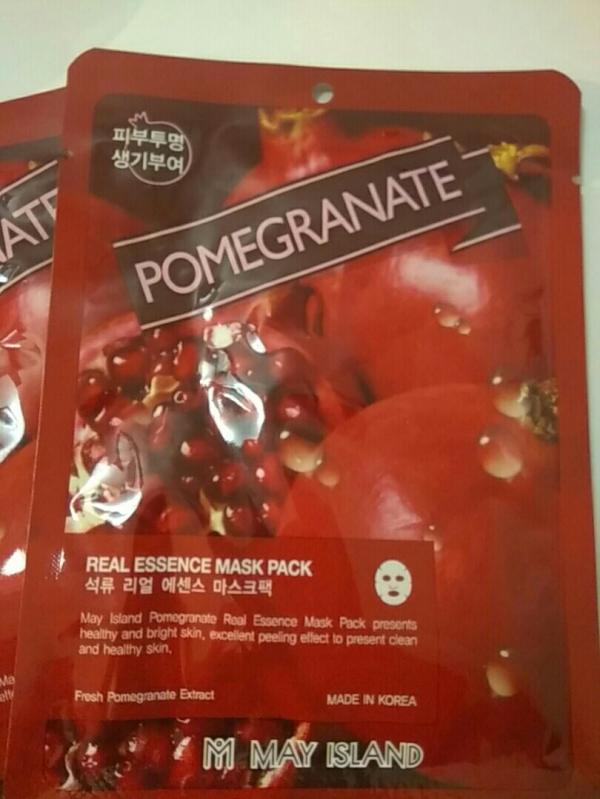 피부투명
생기부여
POMEGRANATE
REAL ESSENCE MASK PACK
석류 리얼 에센스 마스크팩
May Island Pomegranate Real Essence Mask Pack presents
healthy and bright skin, excellent peeling effect to present clean
and healthy skin.
Fresh Pomegranate Extract
MADE IN KOREA
MAY ISLAND
ATE
Ma